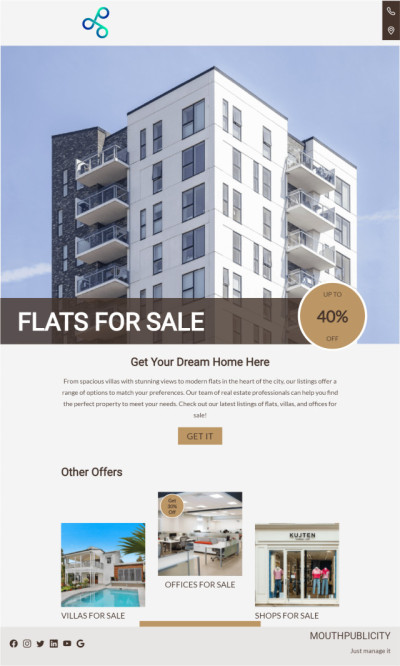 UP TO
40%
OFF
FLATS FOR SALE
Get Your Dream Home Here
From spacious villas with stunning views to modern flats in the heart of the city, our listings offer a
range of options to match your preferences. Our team of real estate professionals can help you find
the perfect property to meet your needs. Check out our latest listings of flats, villas, and offices for
sale!
GET IT
Other Offers
Get
30%
Off
KUJTEN
OFFICES FOR SALE
VILLAS FOR SALE
SHOPS FOR SALE
MOUTHPUBLICITY
Just manage it